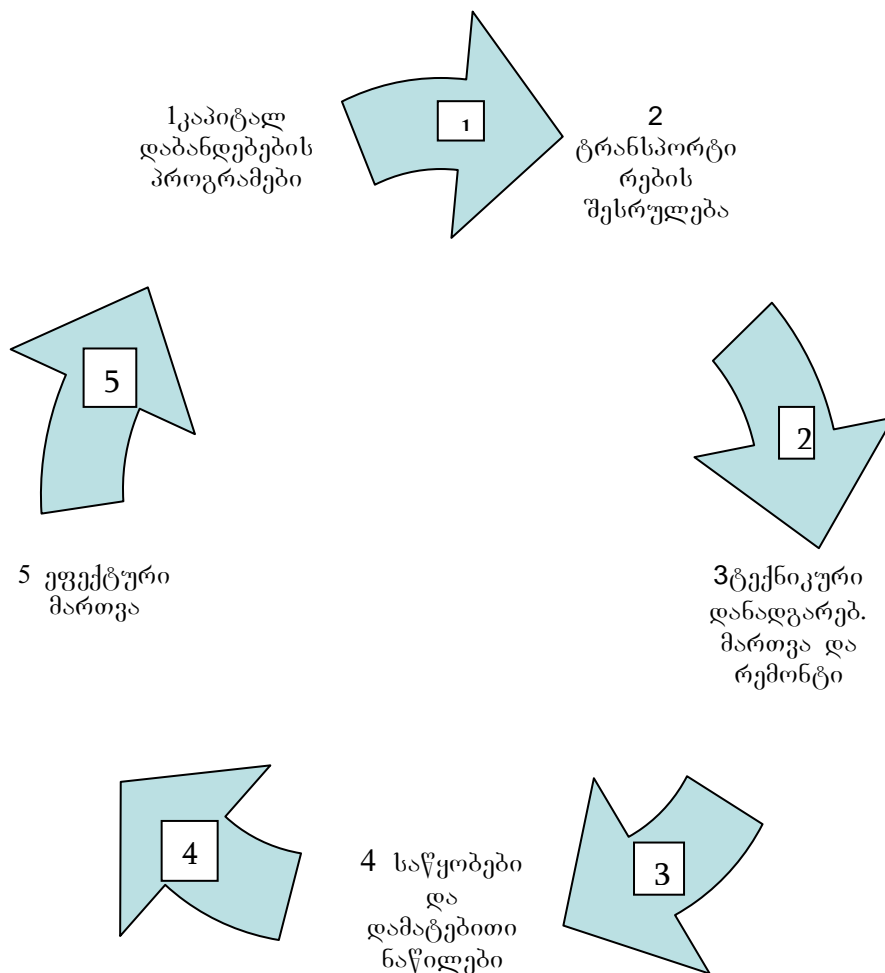 1კაპიტალ
დაბანდებების
პროგრამები
1
2
ტრანსპორტი
რების
შესრულება
5
2
5 ეფექტური
მართვა
3ტექნიკური
დანადგარებ.
მართვა და
რემონტი
4
4 საწყობები
და
დამატებითი
ნაწილები
3